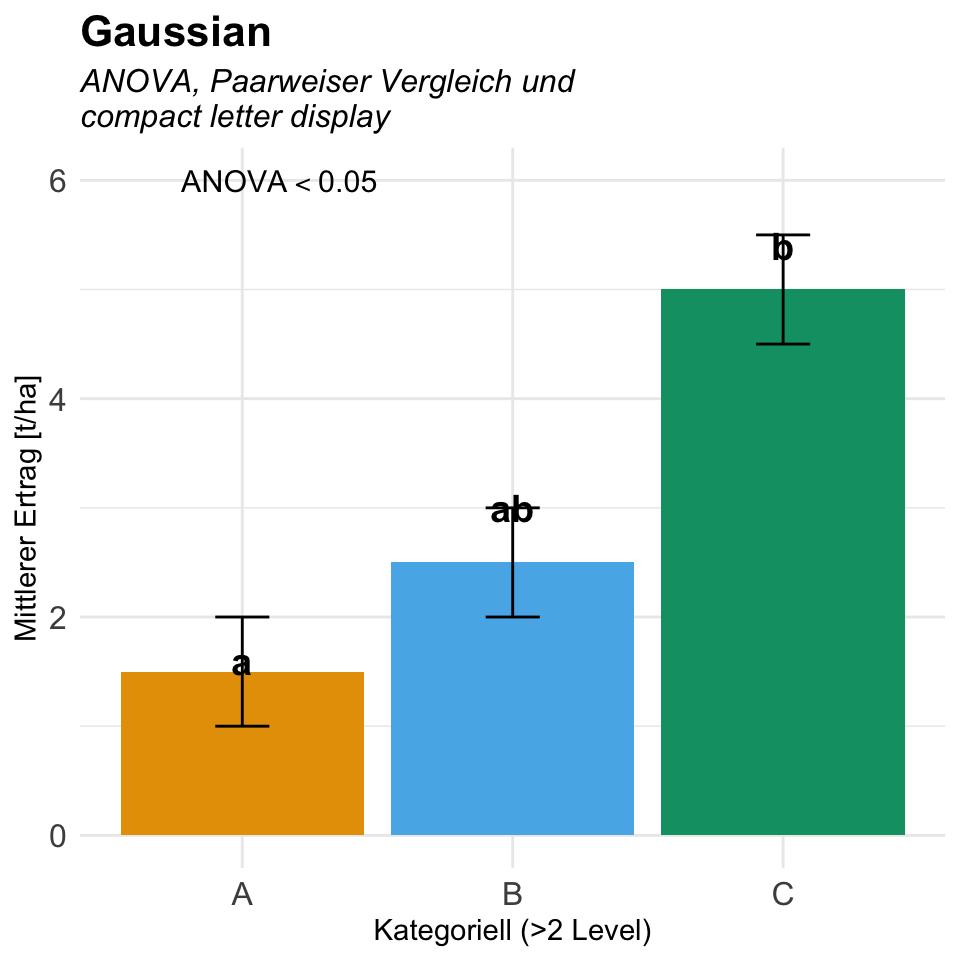 Gaussian
ANOVA, Paarweiser Vergleich und
compact letter display
ANOVA < 0.05
6
4
2
0
Mittlerer Ertrag [t/ha]
a
ab
b
A
B
C
Kategoriell (>2 Level)